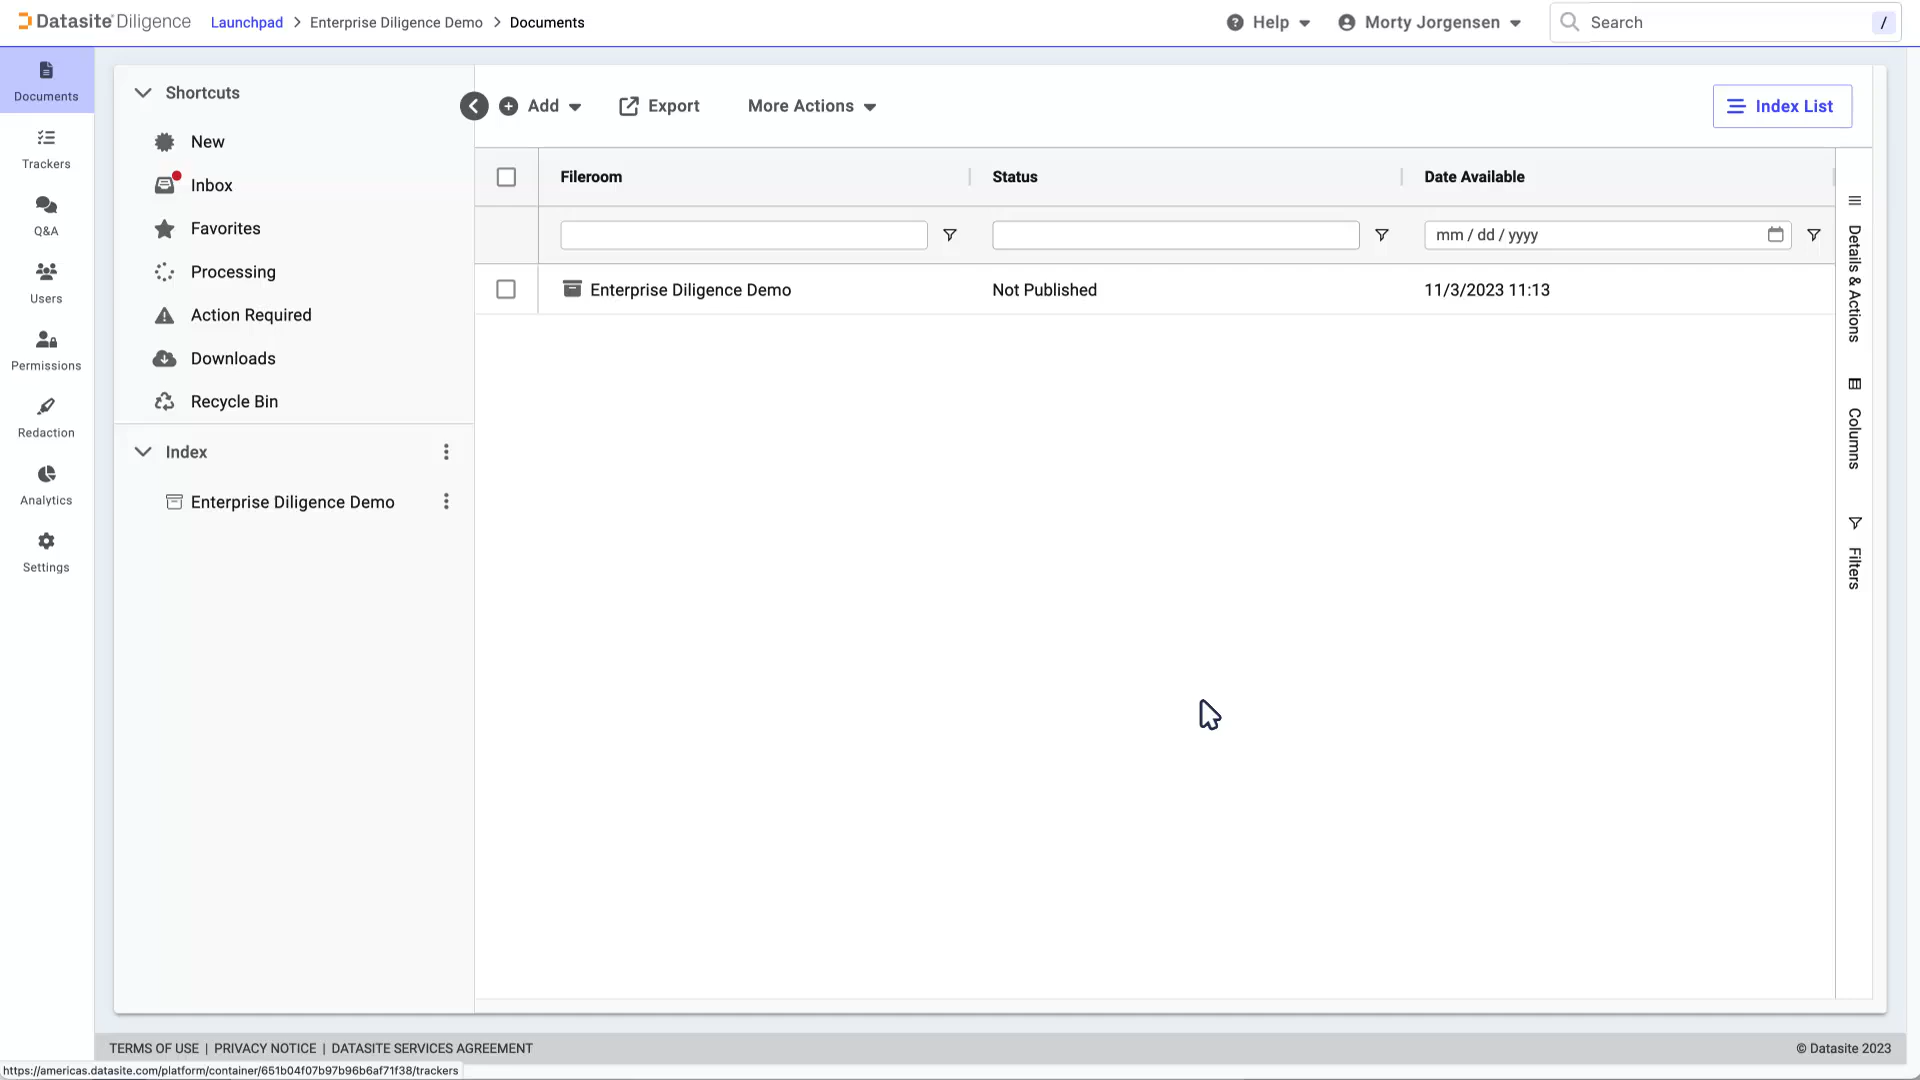 Datasite Diligence Launchpad > Enterprise Diligence Demo > Documents Help Morty Jorgensen Search /
Documents
Trackers
Q&A
Users
Permissions
Redaction
Analytics
Settings
Shortcuts
New
Inbox
Favorites
Processing
Action Required
Downloads
Recycle Bin
Index
Enterprise Diligence Demo
Add Export More Actions Index List
Fileroom Status Date Available
mm / dd / yyyy
Enterprise Diligence Demo Not Published 11/3/2023 11:13
Details & Actions
Columns
Filters
TERMS OF USE | PRIVACY NOTICE | DATASITE SERVICES AGREEMENT © Datasite 2023
https://americas.datasite.com/platform/container/651b04f07b97b96b6af71f38/trackers